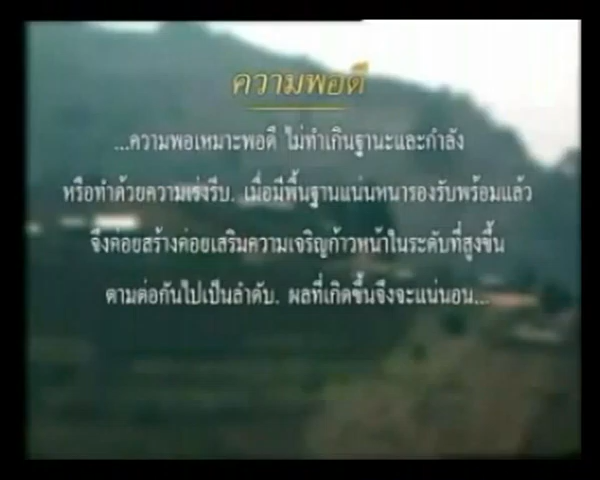 ความพอดี
...ความพอเหมาะพอดี ไม่ทำเกินฐานะและกำลัง
หรือทำด้วยความเร่งรีบ. เมื่อมีพื้นฐานแน่นหนารองรับพร้อมแล้ว
จึงค่อยสร้างค่อยเสริมความเจริญก้าวหน้าในระดับที่สูงขึ้น
ตามต่อกันไปเป็นลำดับ. ผลที่เกิดขึ้นจึงจะแน่นอน...